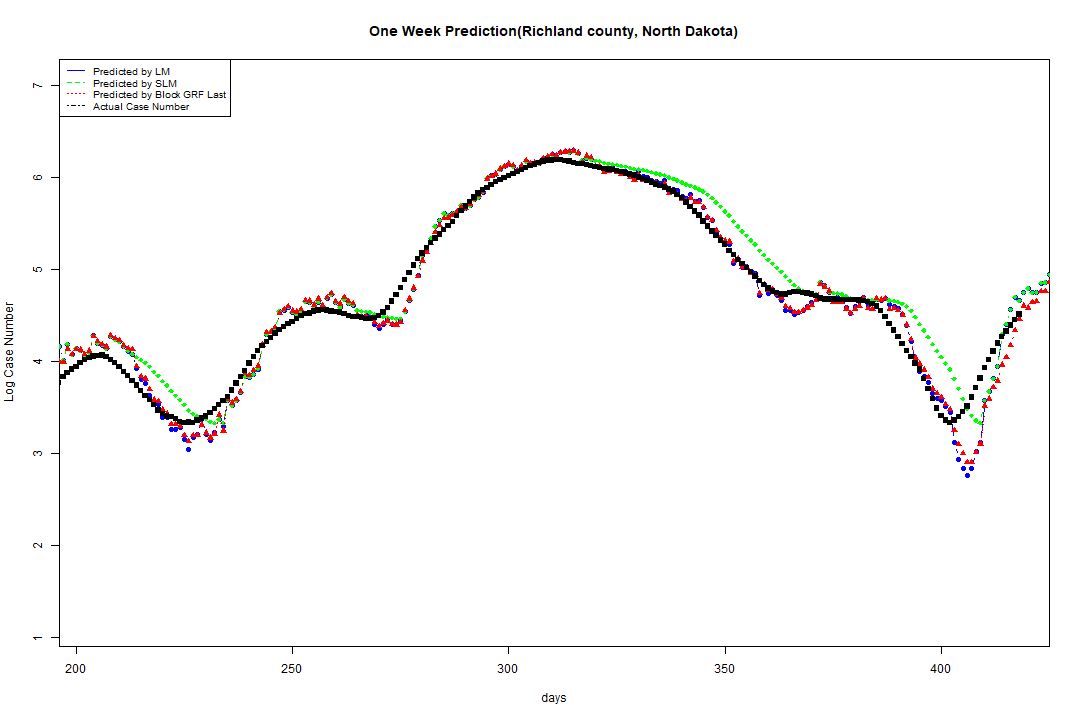 One Week Prediction(Richland county, North Dakota)
Predicted by LM
Predicted by SLM
Predicted by Block GRF Last
Actual Case Number
7
6
5
4
3
2
1
Log Case Number
200 250 300 350 400
days